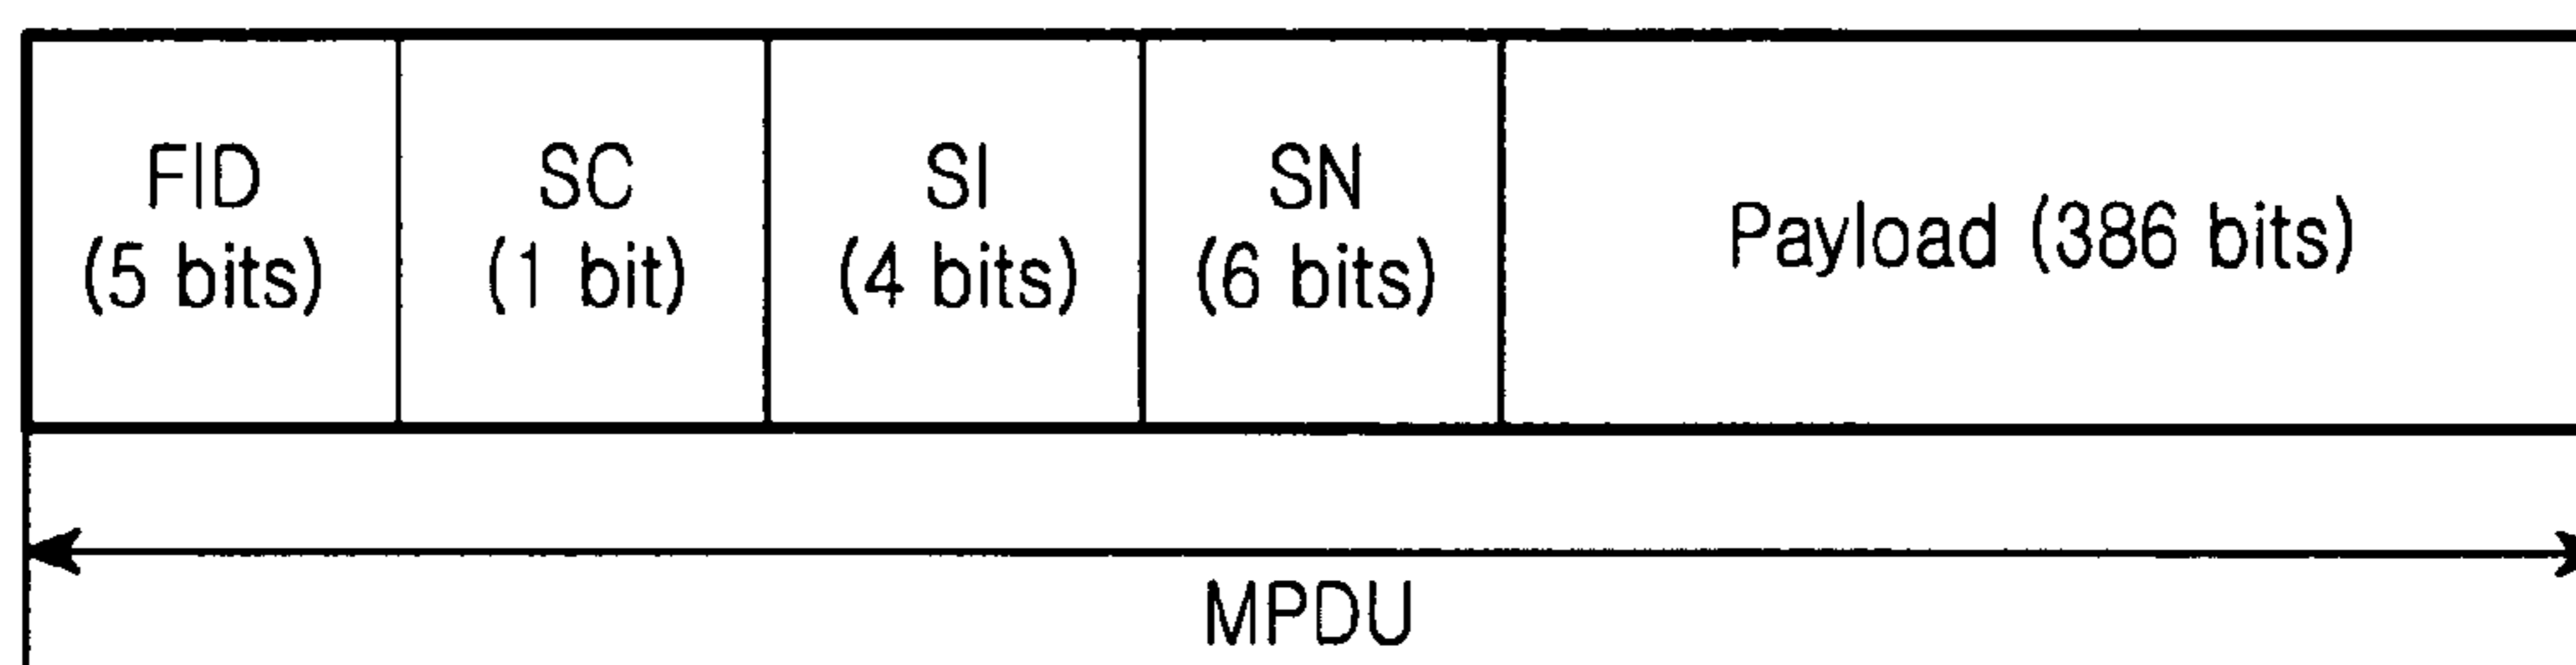 FID
(5 bits)
SC
(1 bit)
SI
(4 bits)
SN
(6 bits)
Payload (386 bits)
MPDU